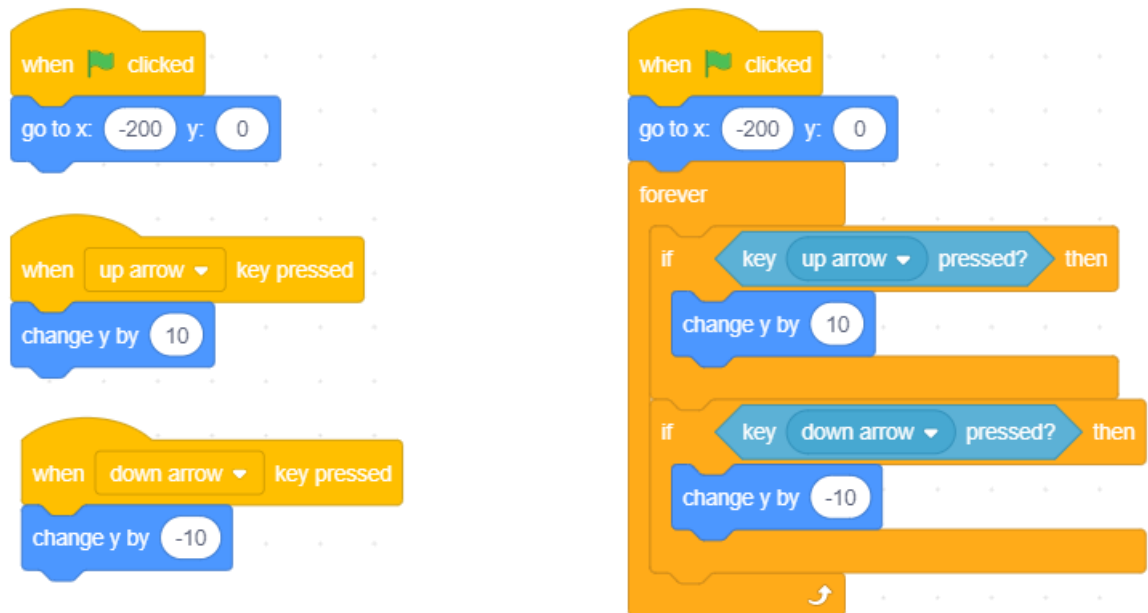 when clicked
go to x: -200 y: 0
when up arrow key pressed
change y by 10
when down arrow key pressed
change y by -10
when clicked
go to x: -200 y: 0
forever
if key up arrow pressed? then
change y by 10
if key down arrow pressed? then
change y by -10